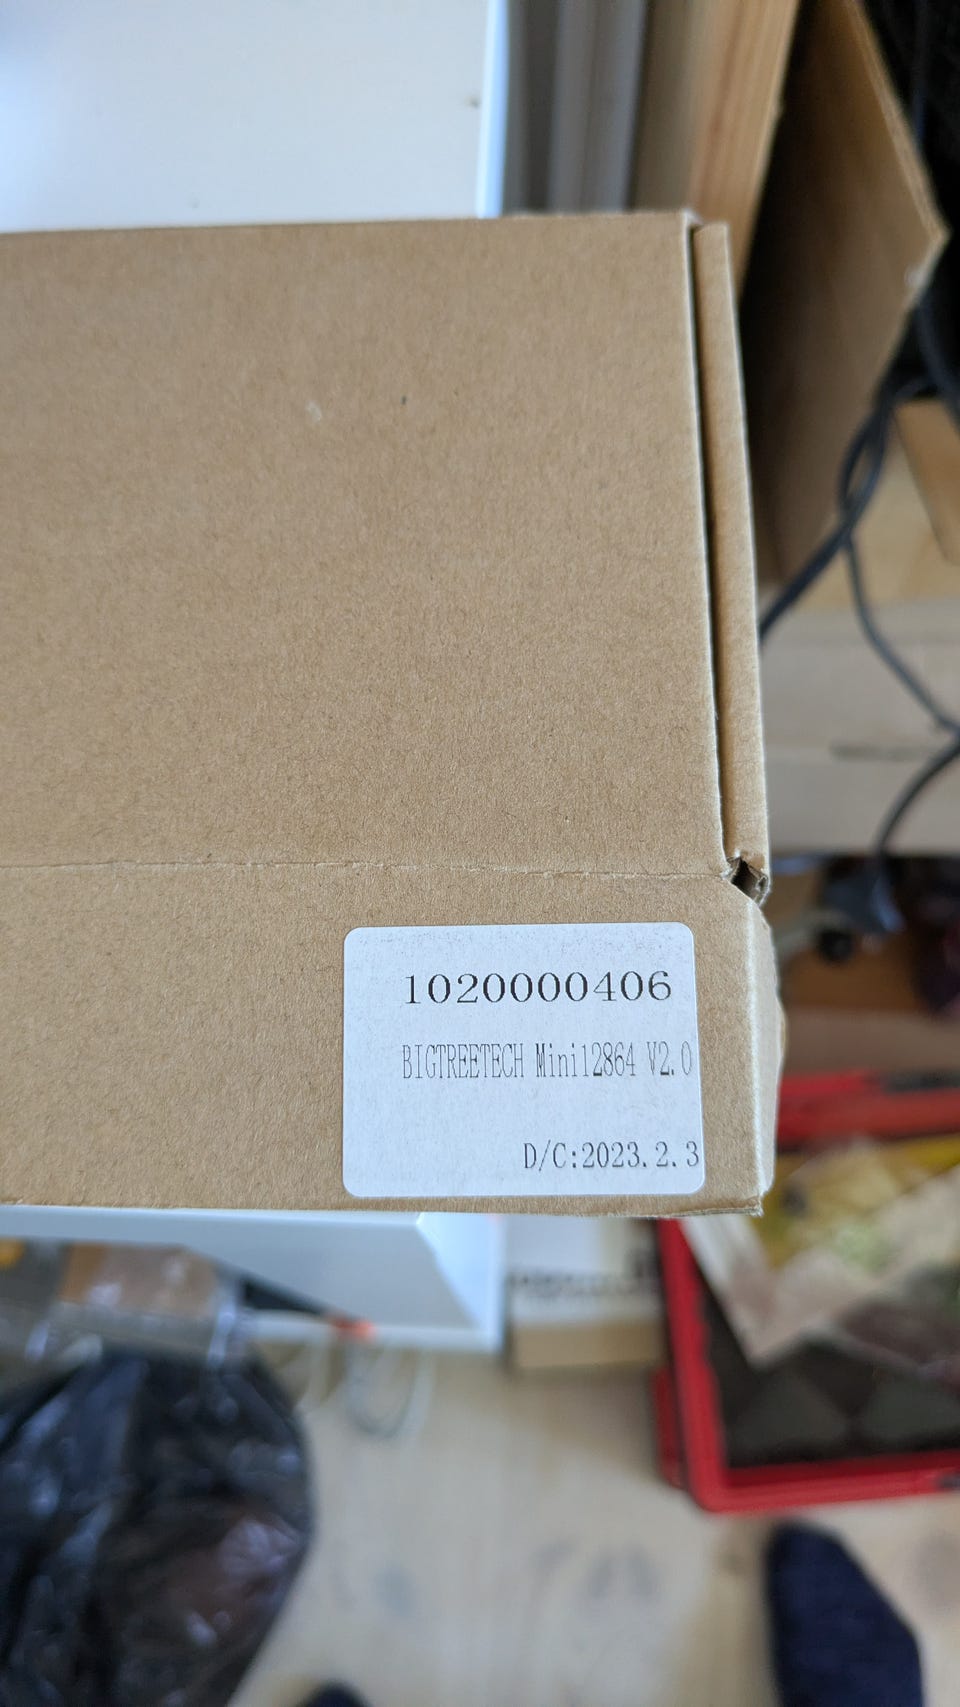 1020000406
BIGTREETECH Mini12864 V2.0
D/C:2023.2.3